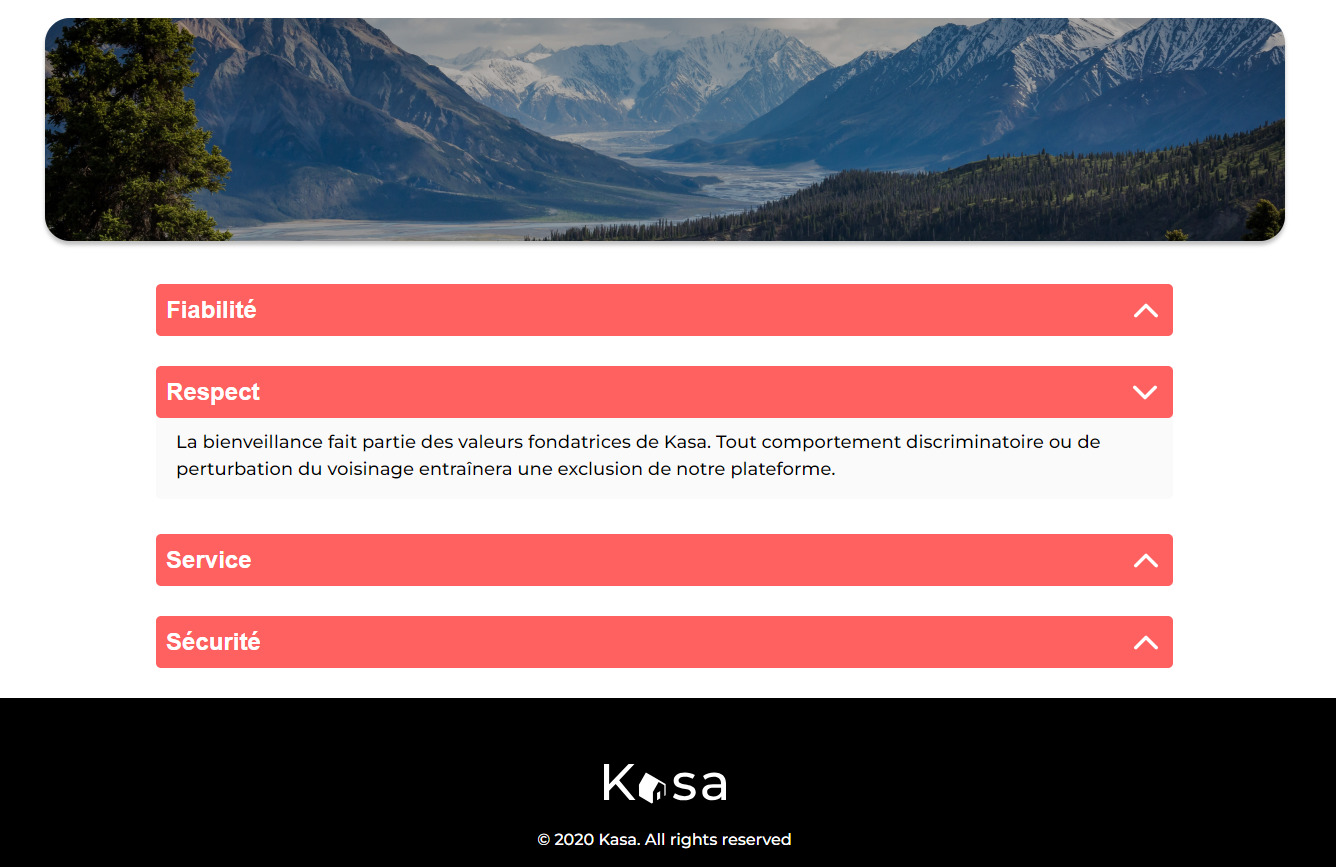 Fiabilité
Respect
La bienveillance fait partie des valeurs fondatrices de Kasa. Tout comportement discriminatoire ou de
perturbation du voisinage entraînera une exclusion de notre plateforme.
Service
Sécurité
Kasa
© 2020 Kasa. All rights reserved